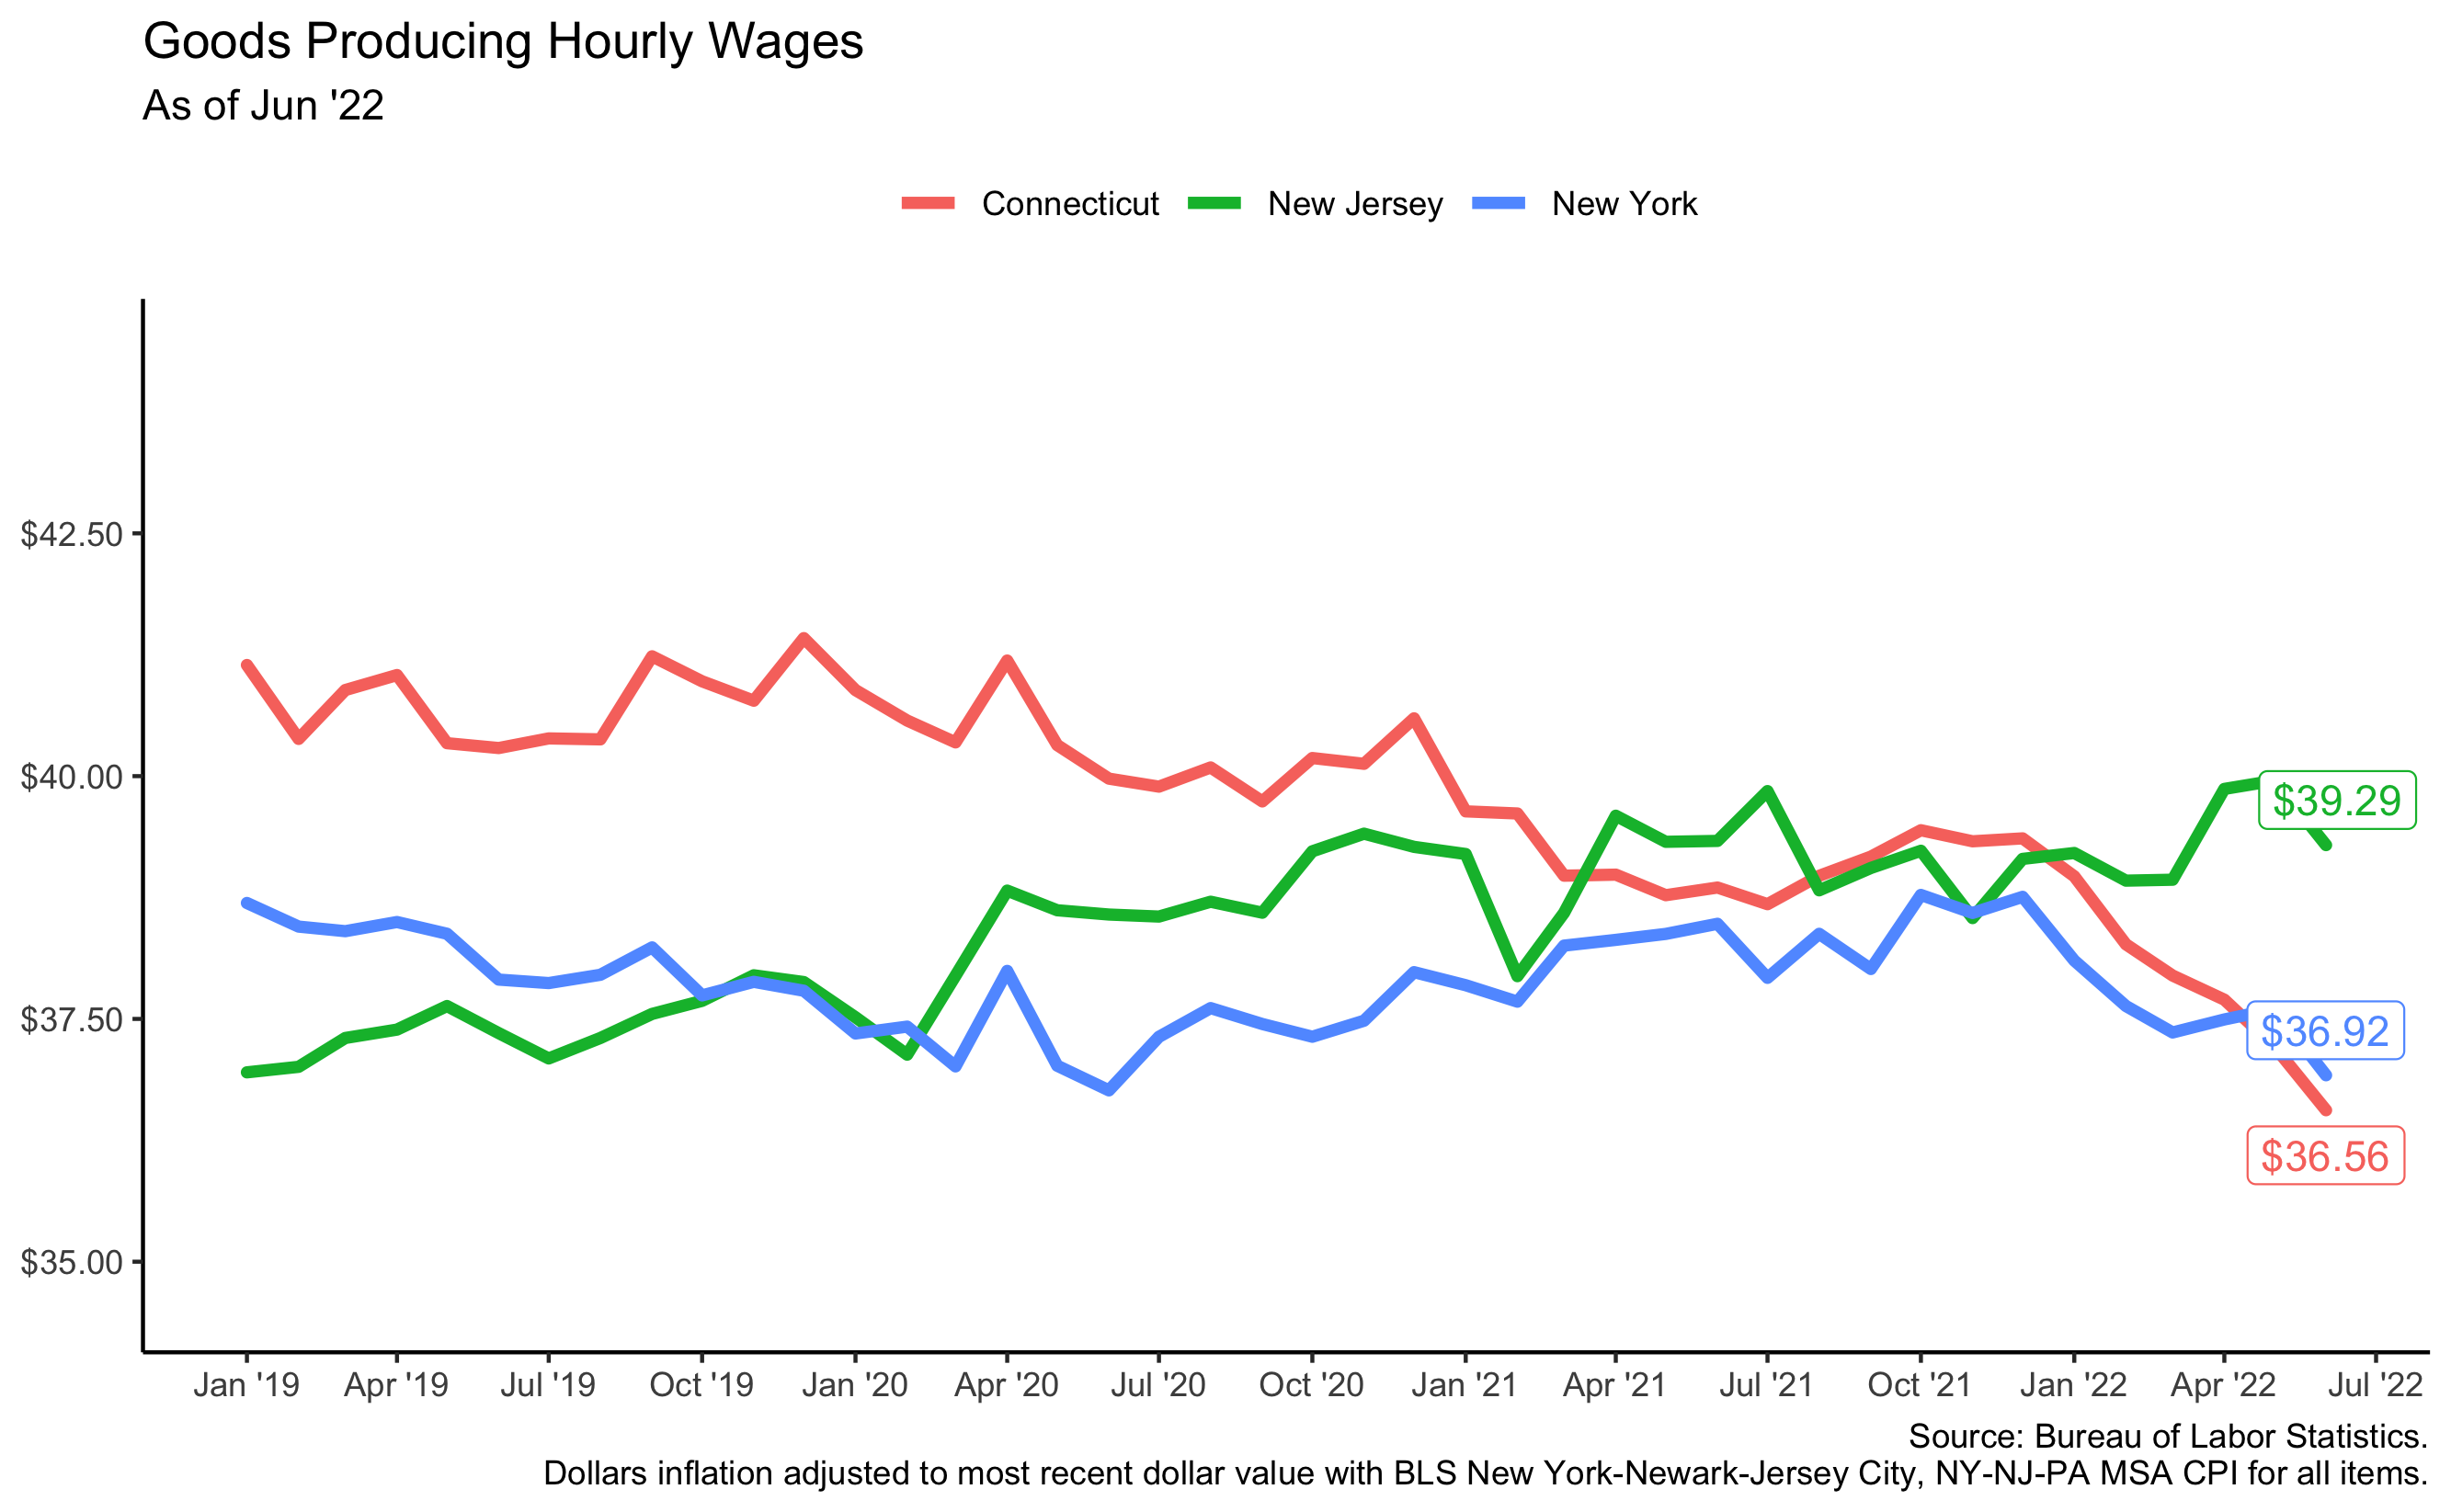 Goods Producing Hourly Wages
As of Jun '22
Connecticut New Jersey New York
$42.50
$40.00
$37.50
$35.00
$39.29
$36.92
$36.56
Jan '19 Apr '19 Jul '19 Oct '19 Jan '20 Apr '20 Jul '20 Oct '20 Jan '21 Apr '21 Jul '21 Oct '21 Jan '22 Apr '22 Jul '22
Source: Bureau of Labor Statistics.
Dollars inflation adjusted to most recent dollar value with BLS New York-Newark-Jersey City, NY-NJ-PA MSA CPI for all items.